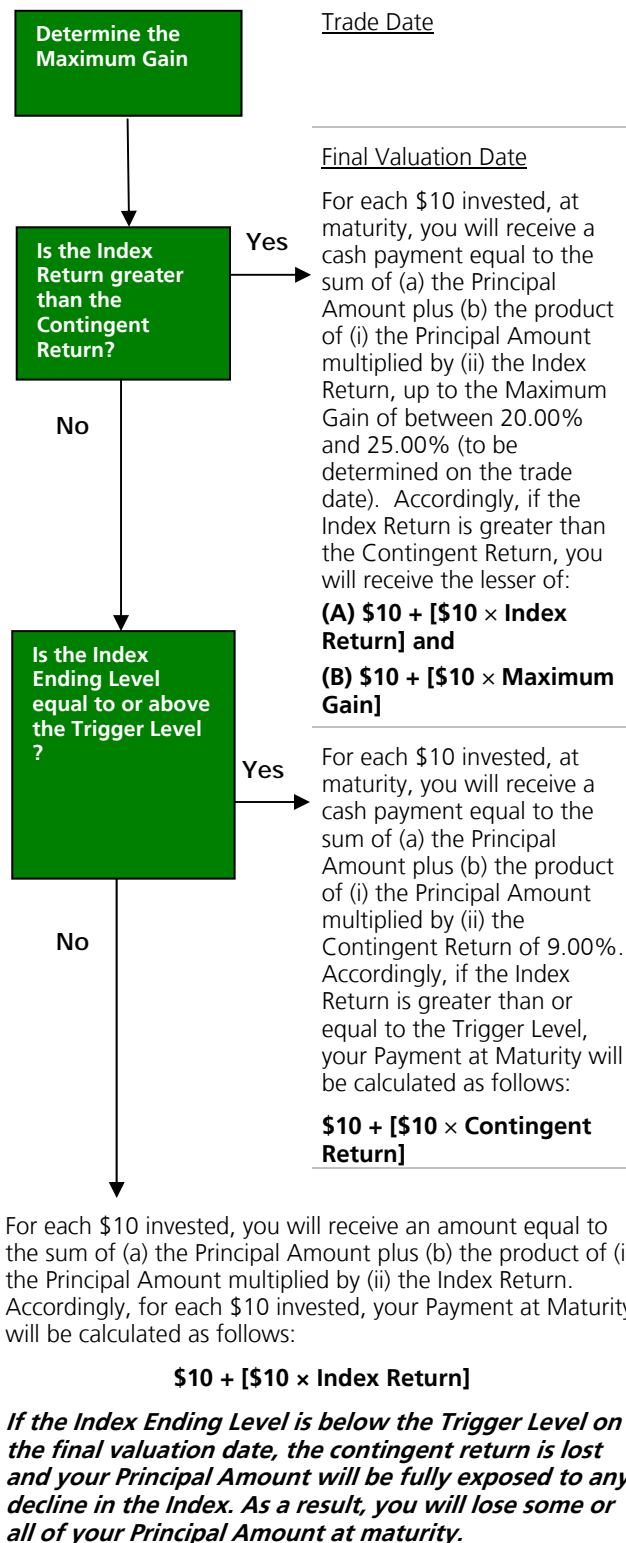 Determine the
Maximum Gain
Trade Date
Final Valuation Date
Is the Index
Return greater
than the
Contingent
Return?
Yes
No
For each $10 invested, at
maturity, you will receive a
cash payment equal to the
sum of (a) the Principal
Amount plus (b) the product
of (i) the Principal Amount
multiplied by (ii) the Index
Return, up to the Maximum
Gain of between 20.00%
and 25.00% (to be
determined on the trade
date). Accordingly, if the
Index Return is greater than
the Contingent Return, you
will receive the lesser of:
(A) $10 + [$10 × Index
Return] and
(B) $10 + [$10 × Maximum
Gain]
Is the Index
Ending Level
equal to or above
the Trigger Level
?
Yes
No
For each $10 invested, at
maturity, you will receive a
cash payment equal to the
sum of (a) the Principal
Amount plus (b) the product
of (i) the Principal Amount
multiplied by (ii) the
Contingent Return of 9.00%.
Accordingly, if the Index
Return is greater than or
equal to the Trigger Level,
your Payment at Maturity will
be calculated as follows:
$10 + [$10 × Contingent
Return]
For each $10 invested, you will receive an amount equal to
the sum of (a) the Principal Amount plus (b) the product of (i
the Principal Amount multiplied by (ii) the Index Return.
Accordingly, for each $10 invested, your Payment at Maturity
will be calculated as follows:
$10 + [$10 × Index Return]
If the Index Ending Level is below the Trigger Level on
the final valuation date, the contingent return is lost
and your Principal Amount will be fully exposed to any
decline in the Index. As a result, you will lose some or
all of your Principal Amount at maturity.